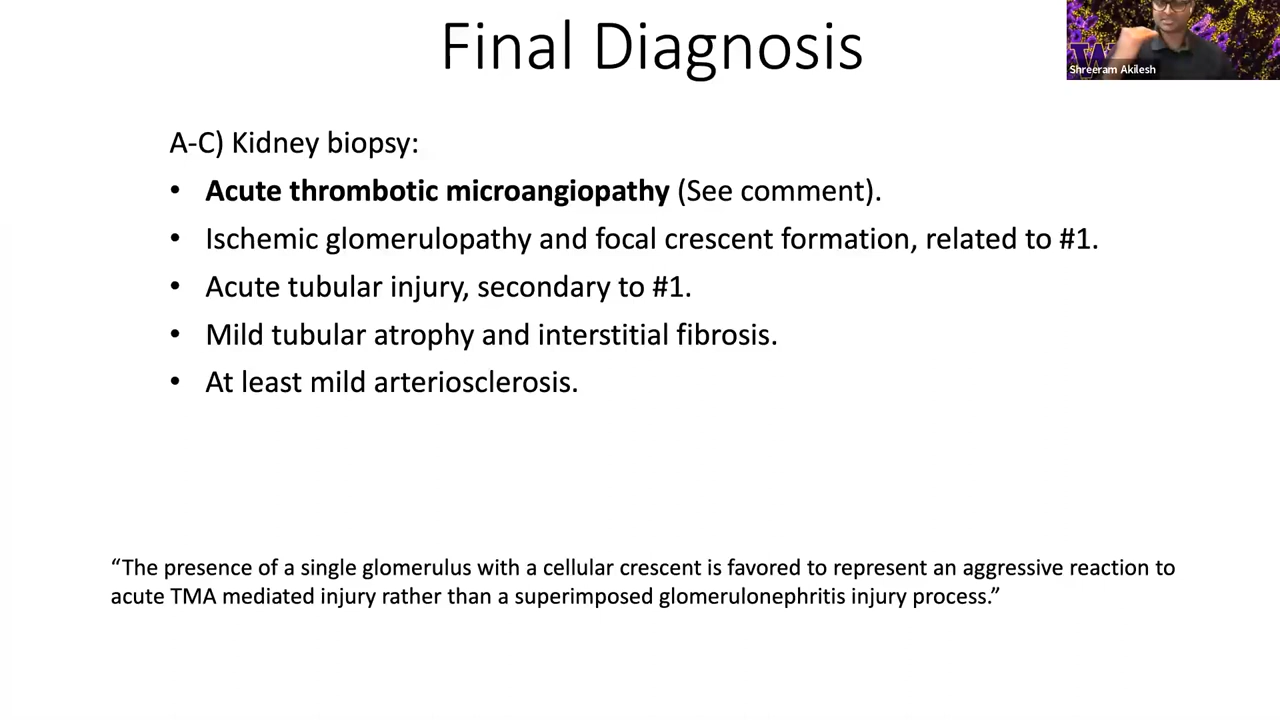 Final Diagnosis
Shreeram Akilesh
A-C) Kidney biopsy:
• Acute thrombotic microangiopathy (See comment).
• Ischemic glomerulopathy and focal crescent formation, related to #1.
• Acute tubular injury, secondary to #1.
• Mild tubular atrophy and interstitial fibrosis.
• At least mild arteriosclerosis.
“The presence of a single glomerulus with a cellular crescent is favored to represent an aggressive reaction to
acute TMA mediated injury rather than a superimposed glomerulonephritis injury process.”